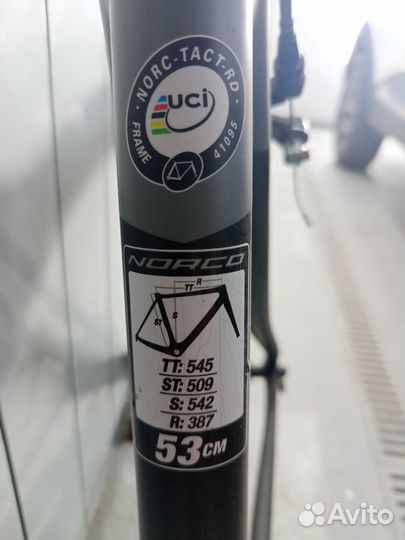 NORC-TACT-RD
uci
FRAME 41095
NORCO
R
TT
S
ST
TT: 545
ST: 509
S: 542
R: 387
53CM
Avito